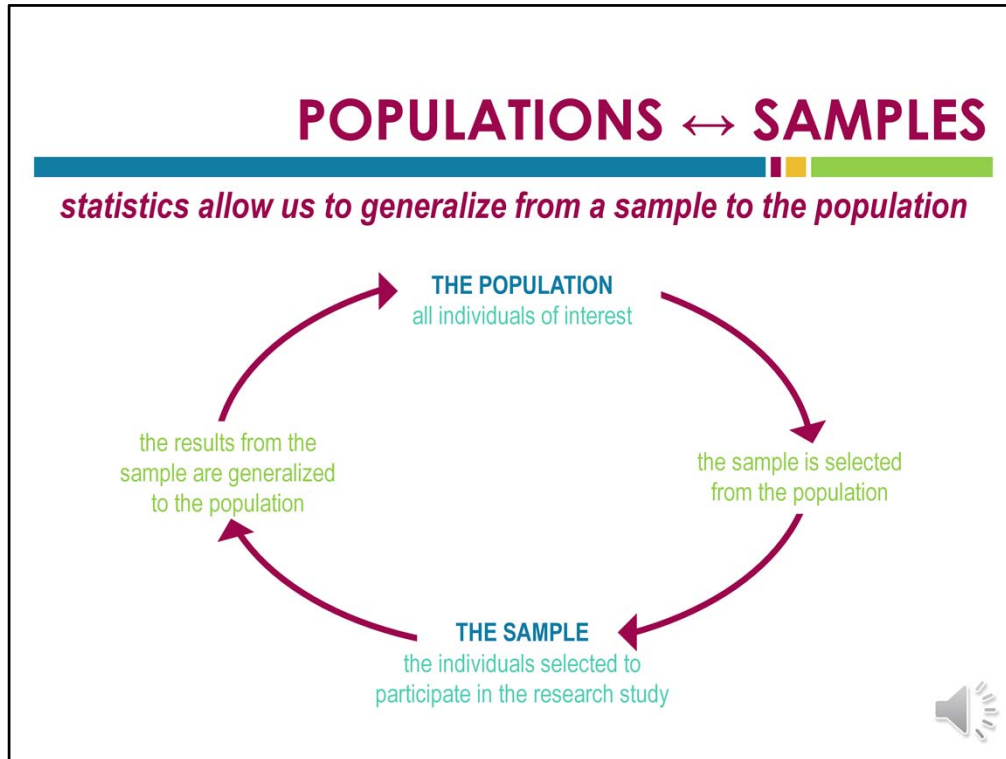 POPULATIONS ↔ SAMPLES
statistics allow us to generalize from a sample to the population
THE POPULATION
all individuals of interest
the sample is selected
from the population
THE SAMPLE
the individuals selected to
participate in the research study
the results from the
sample are generalized
to the population